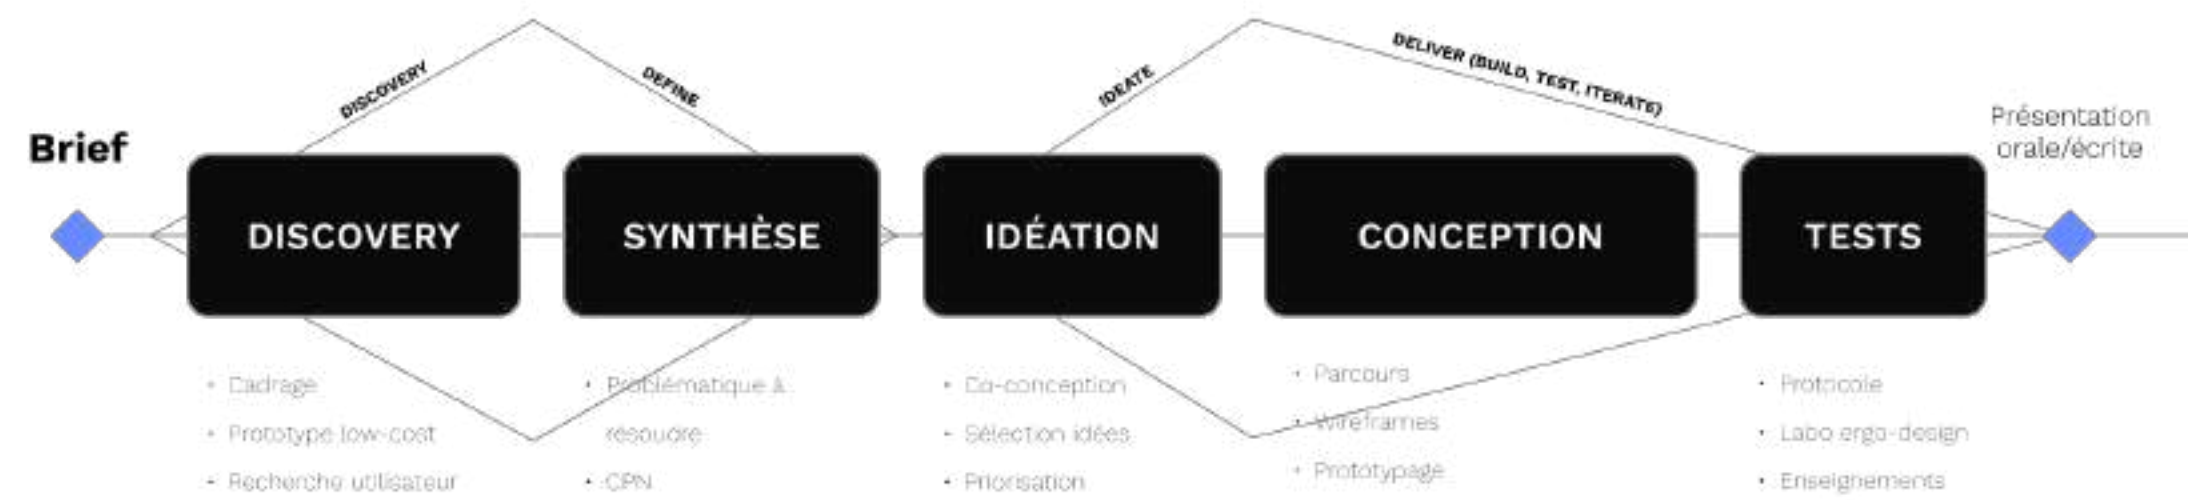 DISCOVERY
DEFINE
IDEATE
DELIVER (BUILD, TEST, ITERATE)
Brief
Présentation
orale/écrite
DISCOVERY
SYNTHÈSE
IDÉATION
CONCEPTION
TESTS
• Cadrage
• Prototype low-cost
• Recherche utilisateur
• Problématique à
résoudre
• CPN
• Co-conception
• Sélection idées
• Priorisation
• Parcours
• Wireframes
• Prototypage
• Protocole
• Labo ergo-design
• Enseignements